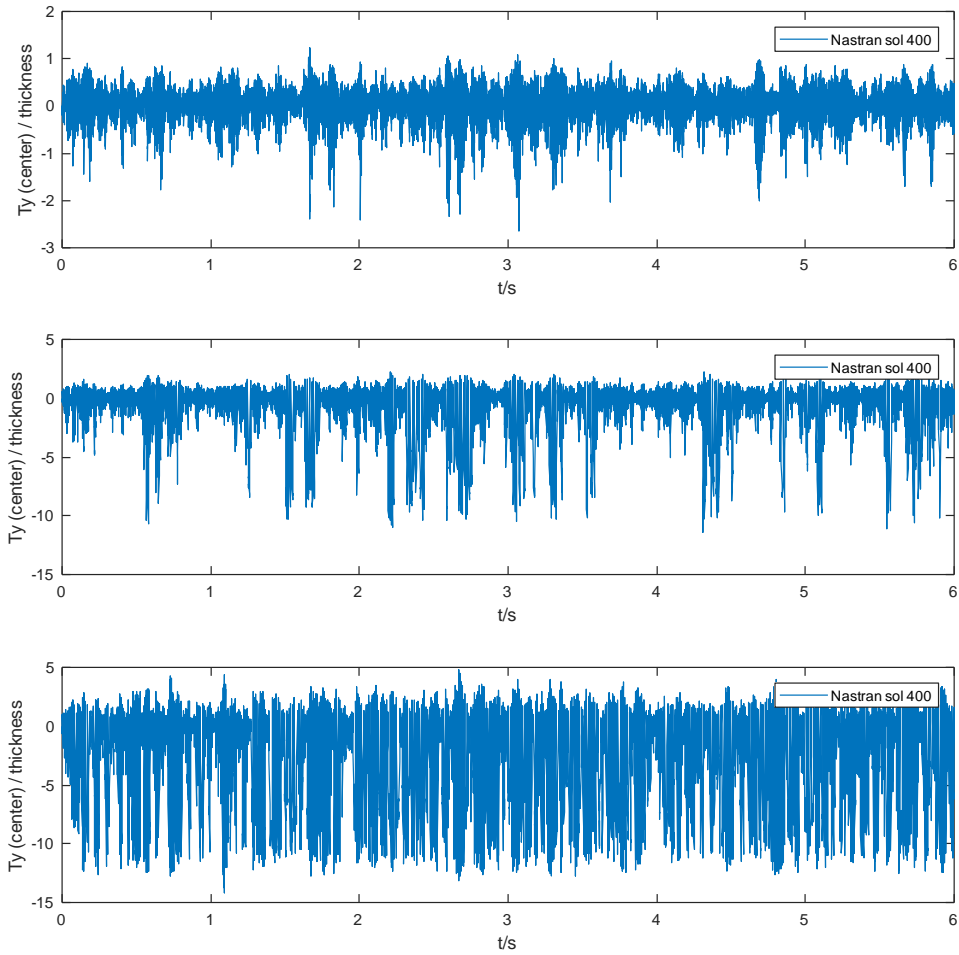 2
1
0
-1
-2
-3
Ty (center) / thickness
Nastran sol 400
0 1 2 3 4 5 6
t/s
5
0
-5
-10
-15
Ty (center) / thickness
Nastran sol 400
0 1 2 3 4 5 6
t/s
5
0
-5
-10
-15
Ty (center) / thickness
Nastran sol 400
0 1 2 3 4 5 6
t/s